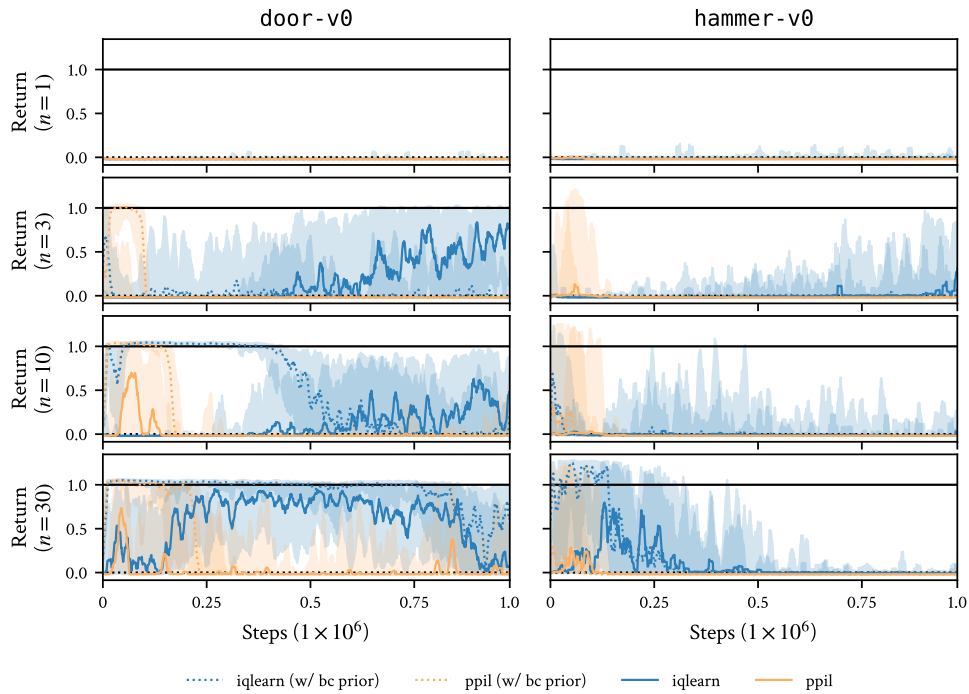 door-v0 hammer-v0
Return
(n = 1)
1.0
0.5
0.0
Return
(n = 3)
1.0
0.5
0.0
Return
(n = 10)
1.0
0.5
0.0
Return
(n = 30)
1.0
0.5
0.0
0 0.25 0.5 0.75 1.0 0 0.25 0.5 0.75 1.0
Steps (1 × 10⁶) Steps (1 × 10⁶)
iqlearn (w/ bc prior) ppil (w/ bc prior) iqlearn ppil